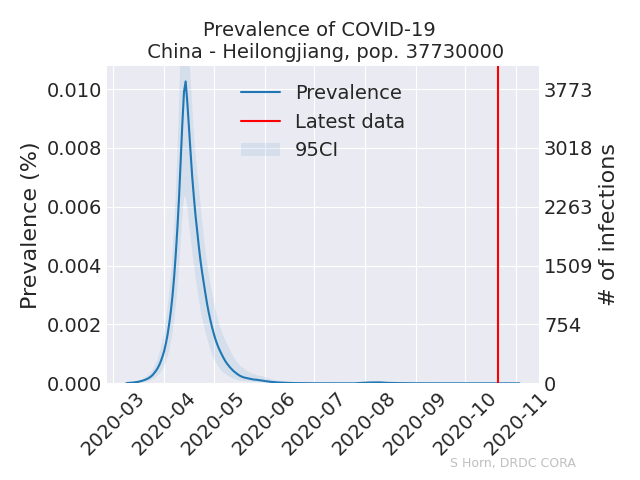 Prevalence of COVID-19
China - Heilongjiang, pop. 37730000
Prevalence (%)
0.010
0.008
0.006
0.004
0.002
0.000
Prevalence
Latest data
95CI
3773
3018
2263
1509
754
0
# of infections
2020-03
2020-04
2020-05
2020-06
2020-07
2020-08
2020-09
2020-10
2020-11
S Horn, DRDC CORA